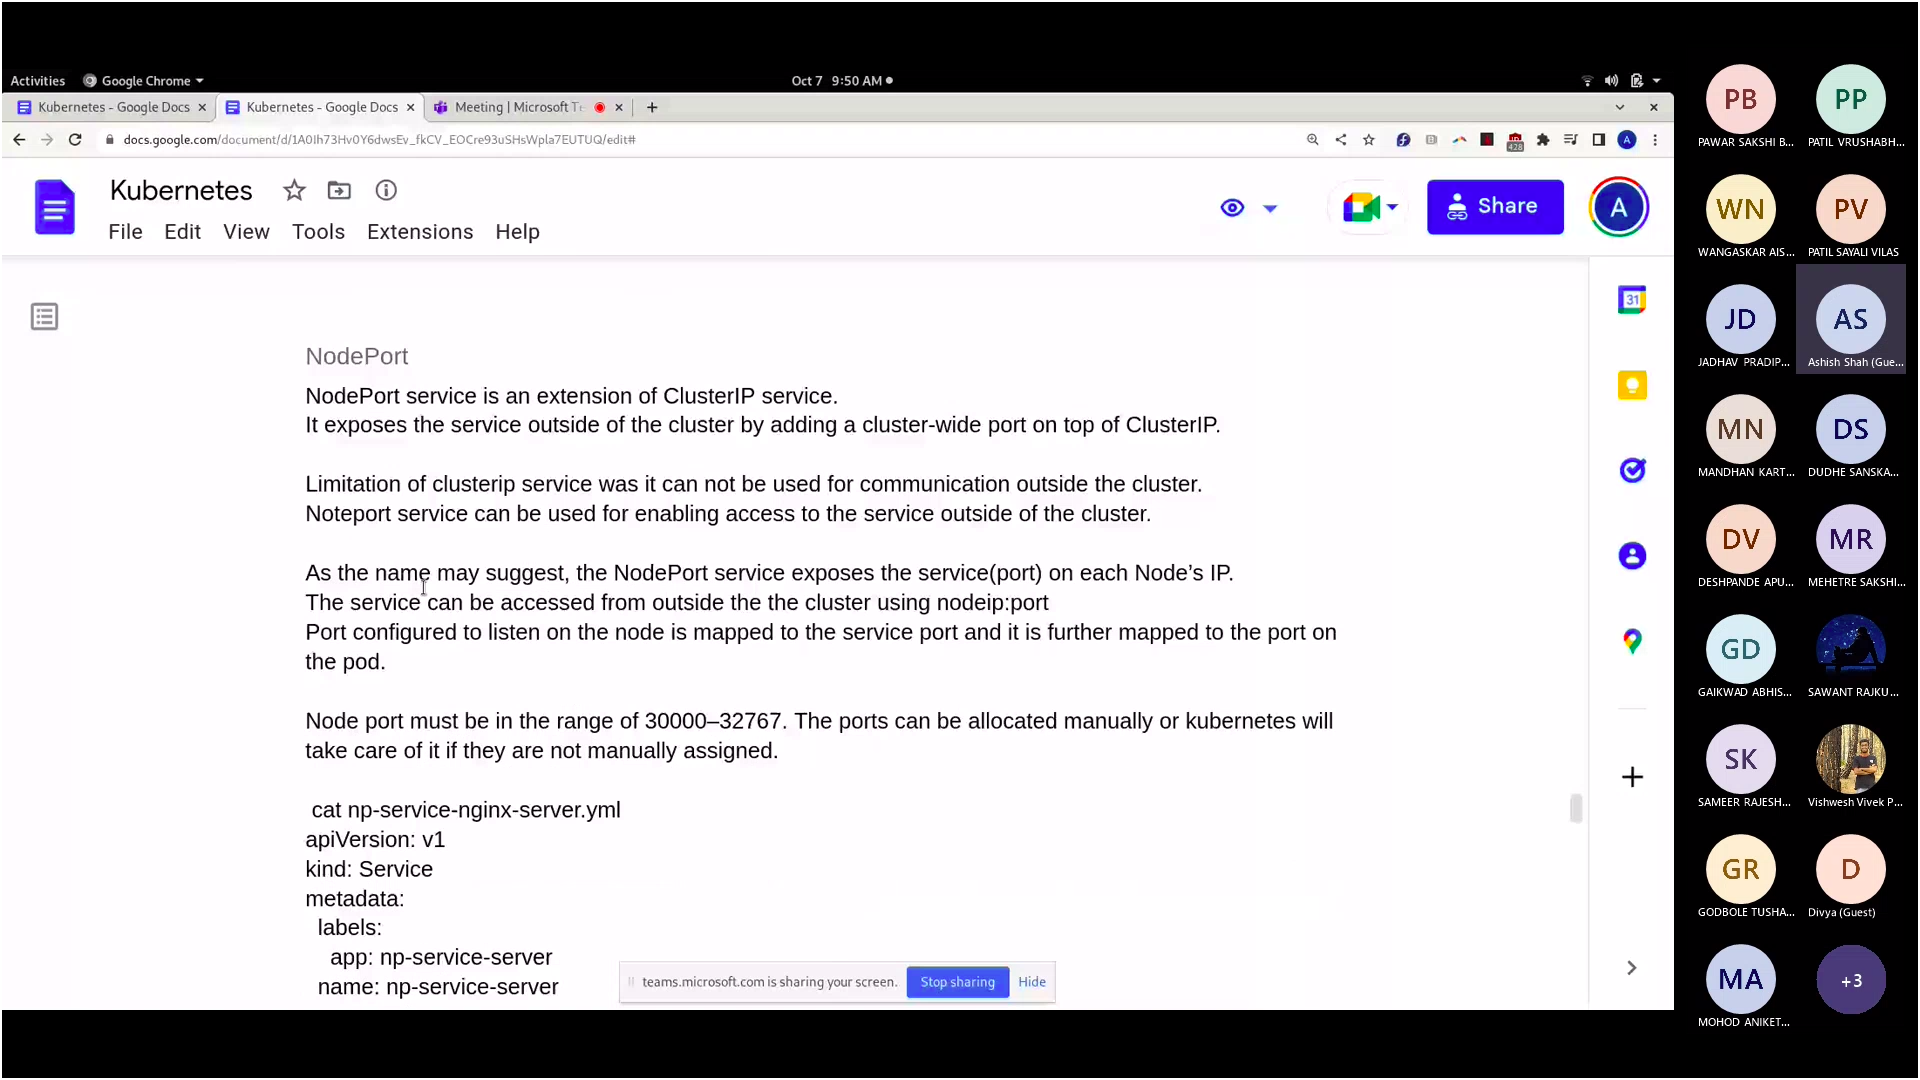 Activities
Google Chrome
Oct 7 9:50 AM
Kubernetes - Google Docs
Kubernetes - Google Docs
Meeting | Microsoft Te
docs.google.com/document/d/1A0Ih73Hv0Y6dwsEv_fkCV_EOCre93uSHsWpla7EUTUQ/edit#
428
A
Kubernetes
Share
A
File Edit View Tools Extensions Help
31
NodePort
NodePort service is an extension of ClusterIP service.
It exposes the service outside of the cluster by adding a cluster-wide port on top of ClusterIP.
Limitation of clusterip service was it can not be used for communication outside the cluster.
Noteport service can be used for enabling access to the service outside of the cluster.
As the name may suggest, the NodePort service exposes the service(port) on each Node’s IP.
The service can be accessed from outside the the cluster using nodeip:port
Port configured to listen on the node is mapped to the service port and it is further mapped to the port on
the pod.
Node port must be in the range of 30000–32767. The ports can be allocated manually or kubernetes will
take care of it if they are not manually assigned.
cat np-service-nginx-server.yml
apiVersion: v1
kind: Service
metadata:
labels:
app: np-service-server
name: np-service-server
teams.microsoft.com is sharing your screen.
Stop sharing
Hide
PB
PAWAR SAKSHI B...
PP
PATIL VRUSHABH...
WN
WANGASKAR AIS...
PV
PATIL SAYALI VILAS
JD
JADHAV PRADIP...
AS
Ashish Shah (Gue...
MN
MANDHAN KART...
DS
DUDHE SANSKA...
DV
DESHPANDE APU...
MR
MEHETRE SAKSHI...
GD
GAIKWAD ABHIS...
SAWANT RAJKU...
SK
SAMEER RAJESH...
Vishwesh Vivek P...
GR
GODBOLE TUSHA...
D
Divya (Guest)
MA
MOHOD ANIKET...
+3